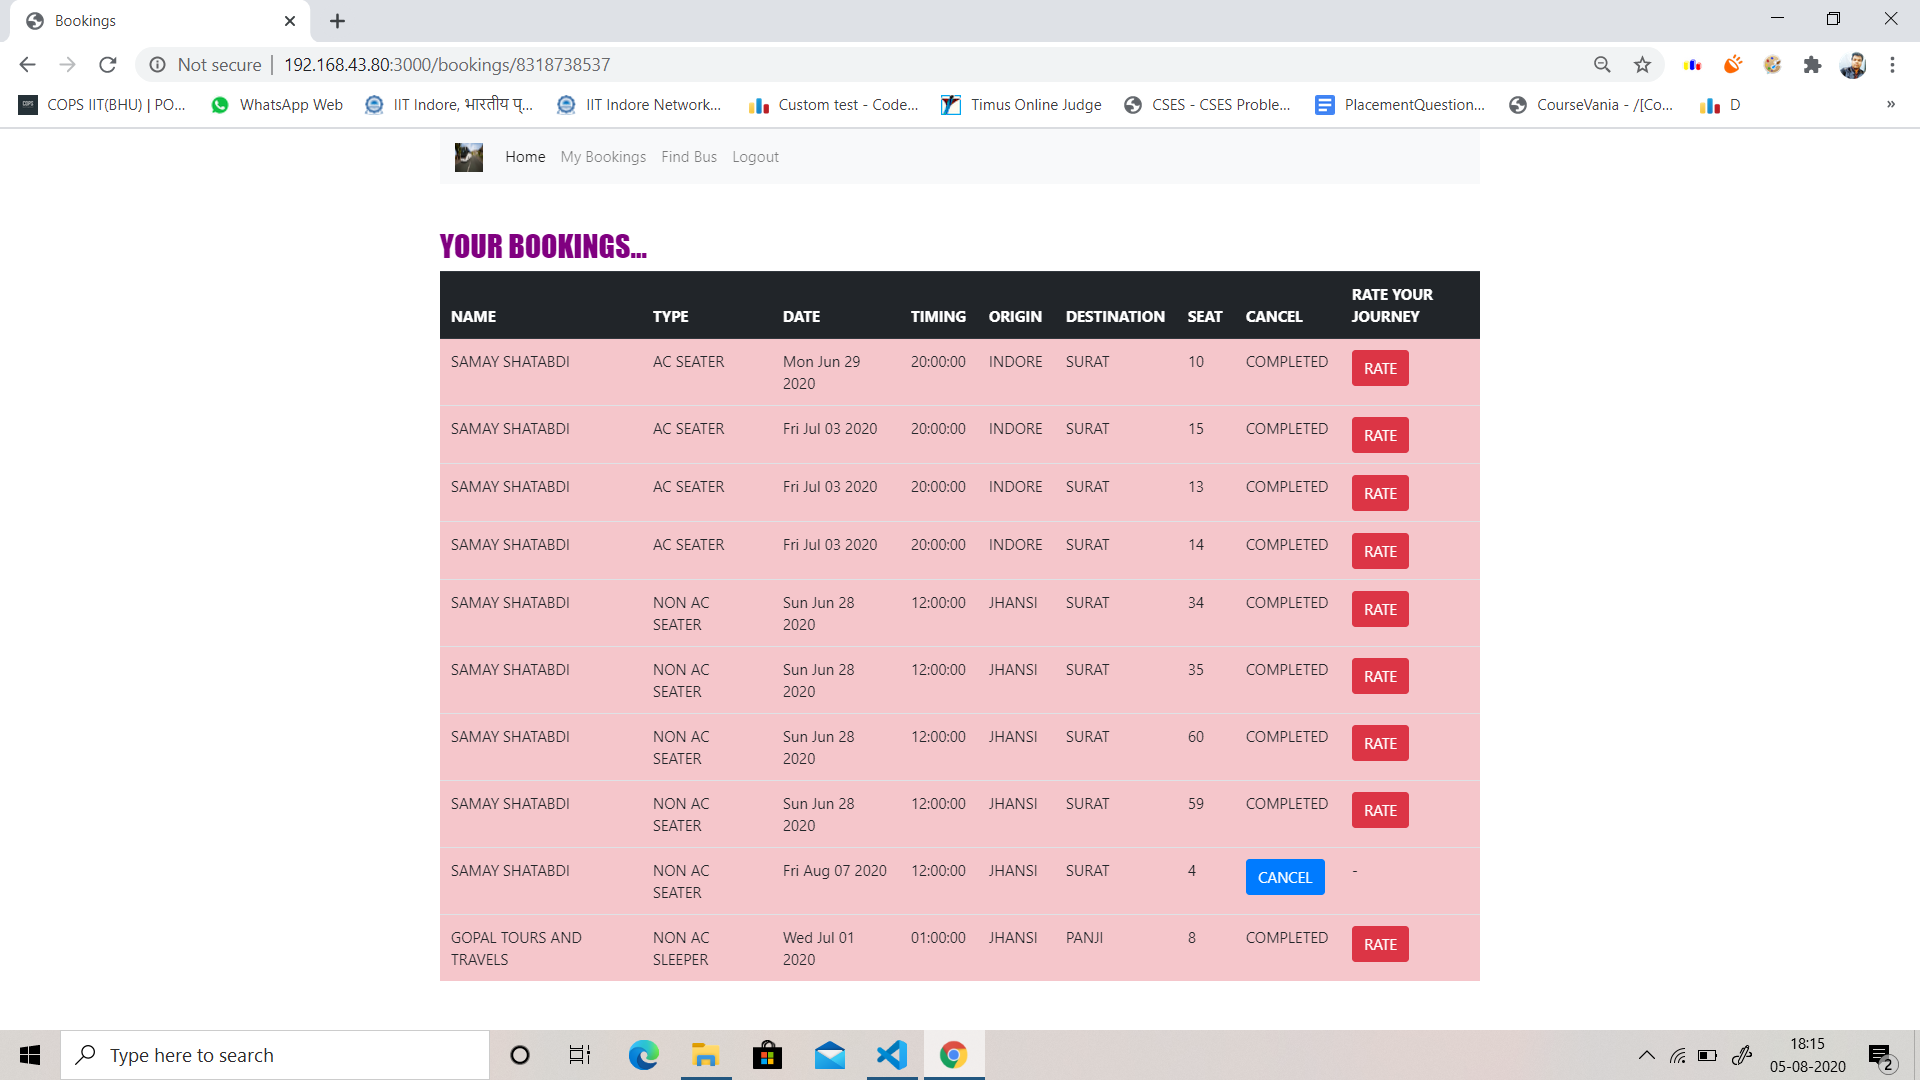 Bookings
Not secure | 192.168.43.80:3000/bookings/8318738537
COPS IIT(BHU) | PO... WhatsApp Web IIT Indore, भारतीय प्... IIT Indore Network... Custom test - Code... Timus Online Judge CSES - CSES Proble... PlacementQuestion... CourseVania - /[Co... D »
Home My Bookings Find Bus Logout
YOUR BOOKINGS...
NAME TYPE DATE TIMING ORIGIN DESTINATION SEAT CANCEL RATE YOUR
JOURNEY
SAMAY SHATABDI AC SEATER Mon Jun 29 20:00:00 INDORE SURAT 10 COMPLETED RATE
2020
SAMAY SHATABDI AC SEATER Fri Jul 03 2020 20:00:00 INDORE SURAT 15 COMPLETED RATE
SAMAY SHATABDI AC SEATER Fri Jul 03 2020 20:00:00 INDORE SURAT 13 COMPLETED RATE
SAMAY SHATABDI AC SEATER Fri Jul 03 2020 20:00:00 INDORE SURAT 14 COMPLETED RATE
SAMAY SHATABDI NON AC Sun Jun 28 12:00:00 JHANSI SURAT 34 COMPLETED RATE
SEATER 2020
SAMAY SHATABDI NON AC Sun Jun 28 12:00:00 JHANSI SURAT 35 COMPLETED RATE
SEATER 2020
SAMAY SHATABDI NON AC Sun Jun 28 12:00:00 JHANSI SURAT 60 COMPLETED RATE
SEATER 2020
SAMAY SHATABDI NON AC Sun Jun 28 12:00:00 JHANSI SURAT 59 COMPLETED RATE
SEATER 2020
SAMAY SHATABDI NON AC Fri Aug 07 2020 12:00:00 JHANSI SURAT 4 CANCEL -
SEATER
GOPAL TOURS AND NON AC Wed Jul 01 01:00:00 JHANSI PANJI 8 COMPLETED RATE
TRAVELS SLEEPER 2020
Type here to search
18:15
05-08-2020
2